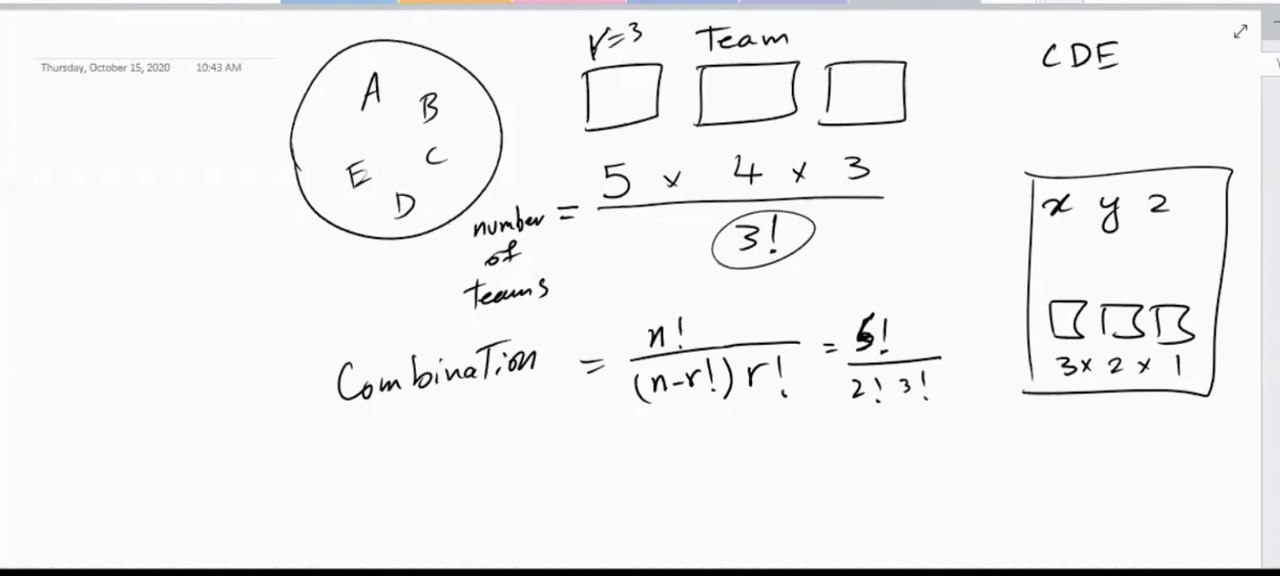 Thursday, October 15, 2020 10:43 AM
r=3 Team
CDE
A
B
C
E
D
5 x 4 x 3
number of teams = 
3!
x y z
3 x 2 x 1
Combination = n! / (n-r!) r! = 5! / 2! 3!